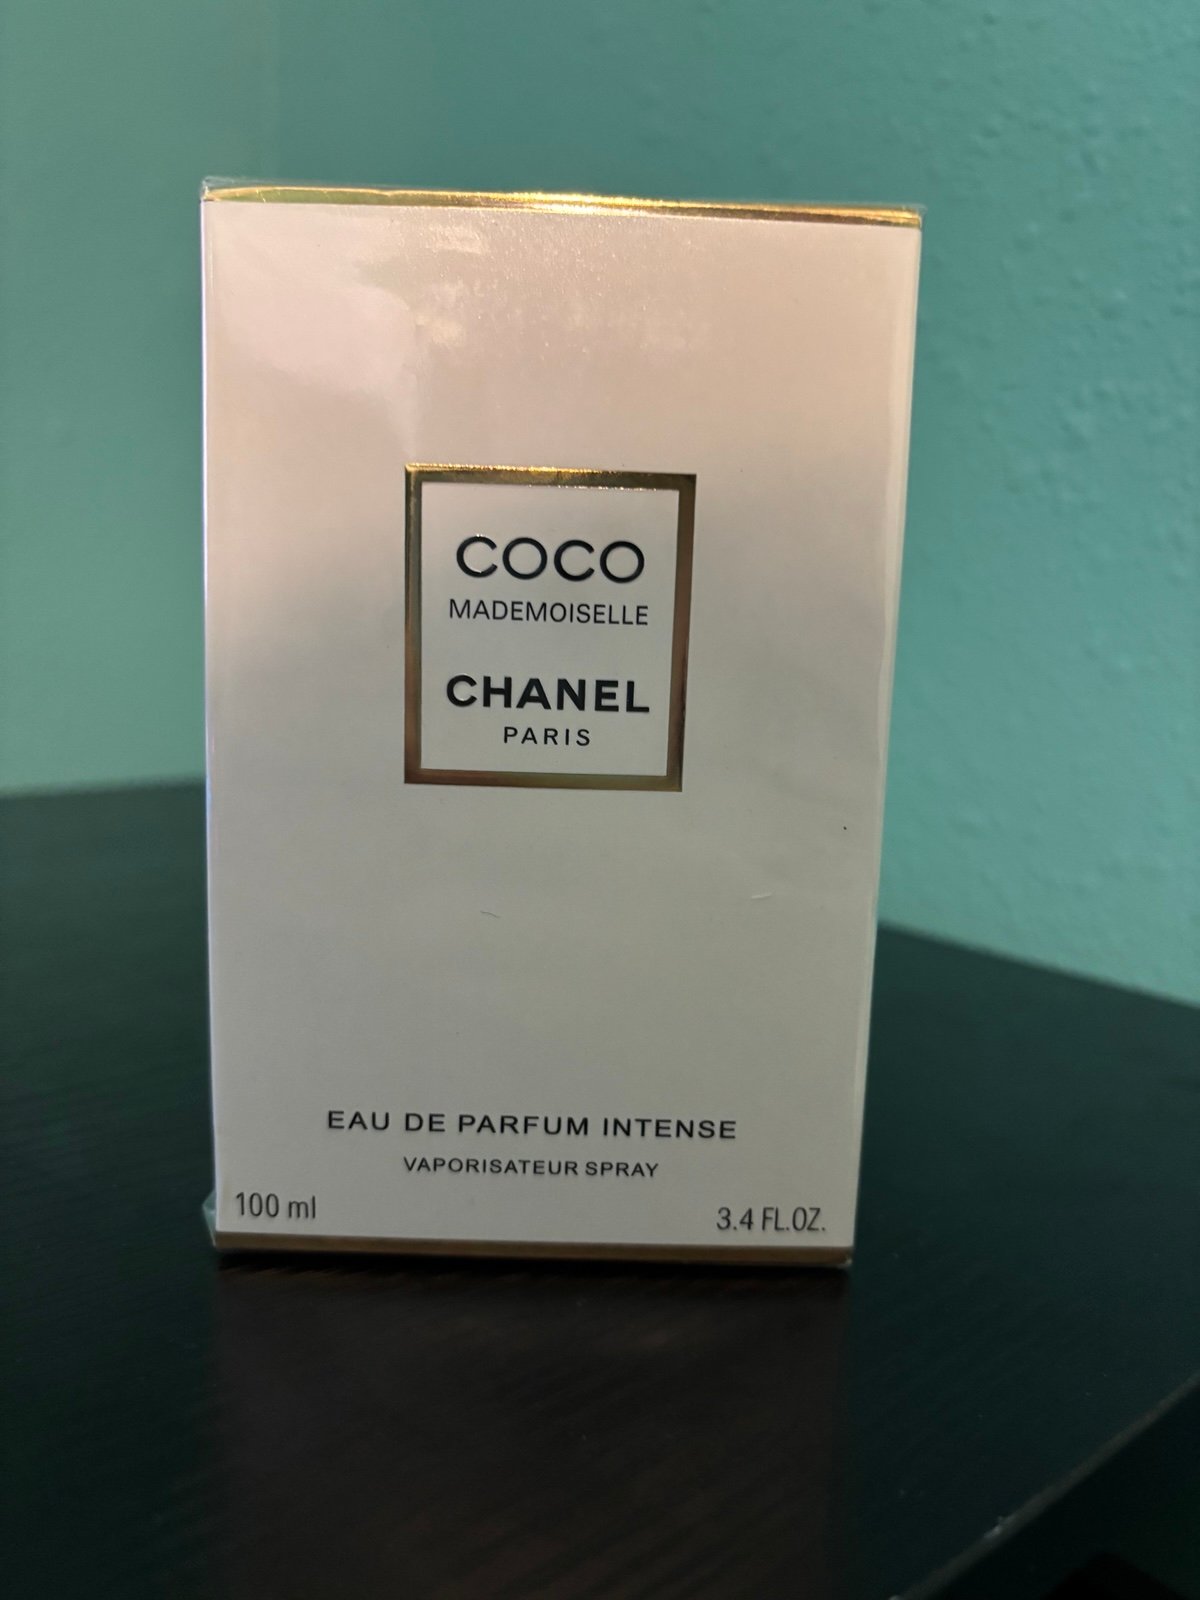 COCO
MADEMOISELLE
CHANEL
PARIS
EAU DE PARFUM INTENSE
VAPORISATEUR SPRAY
100 ml
3.4 FL.OZ.